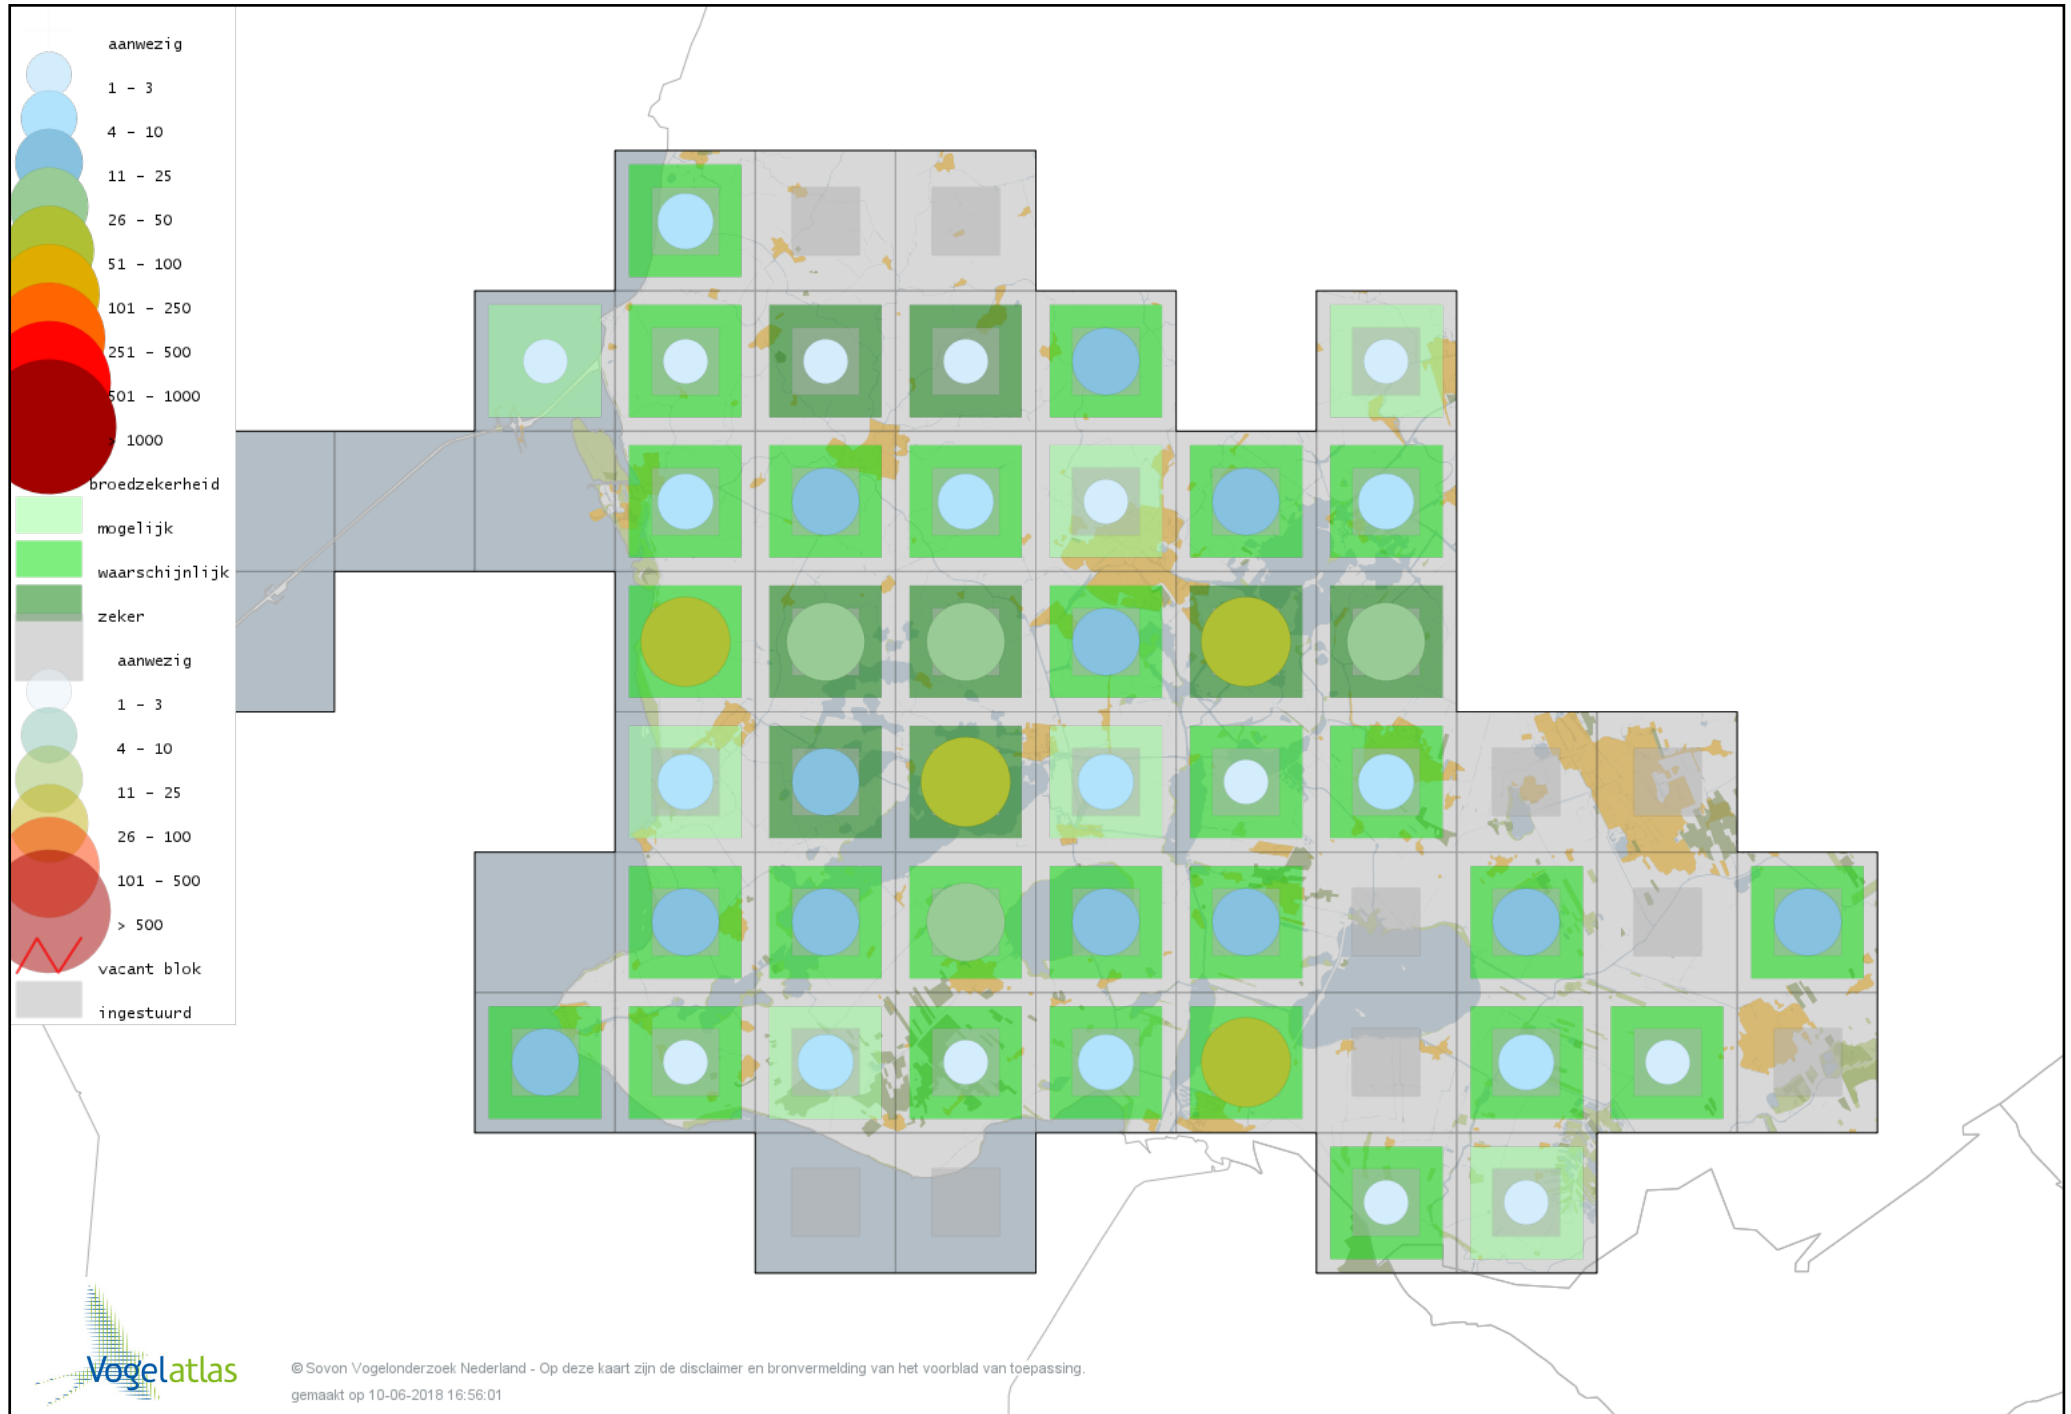 aanwezig
1 - 3
4 - 10
11 - 25
26 - 50
51 - 100
101 - 250
251 - 500
501 - 1000
> 1000
broedzekerheid
mogelijk
waarschijnlijk
zeker
aanwezig
1 - 3
4 - 10
11 - 25
26 - 100
101 - 500
> 500
vacant blok
ingestuurd
Vogelatlas
© Sovon Vogelonderzoek Nederland - Op deze kaart zijn de disclaimer en bronvermelding van het voorblad van toepassing.
gemaakt op 10-06-2018 16:56:01